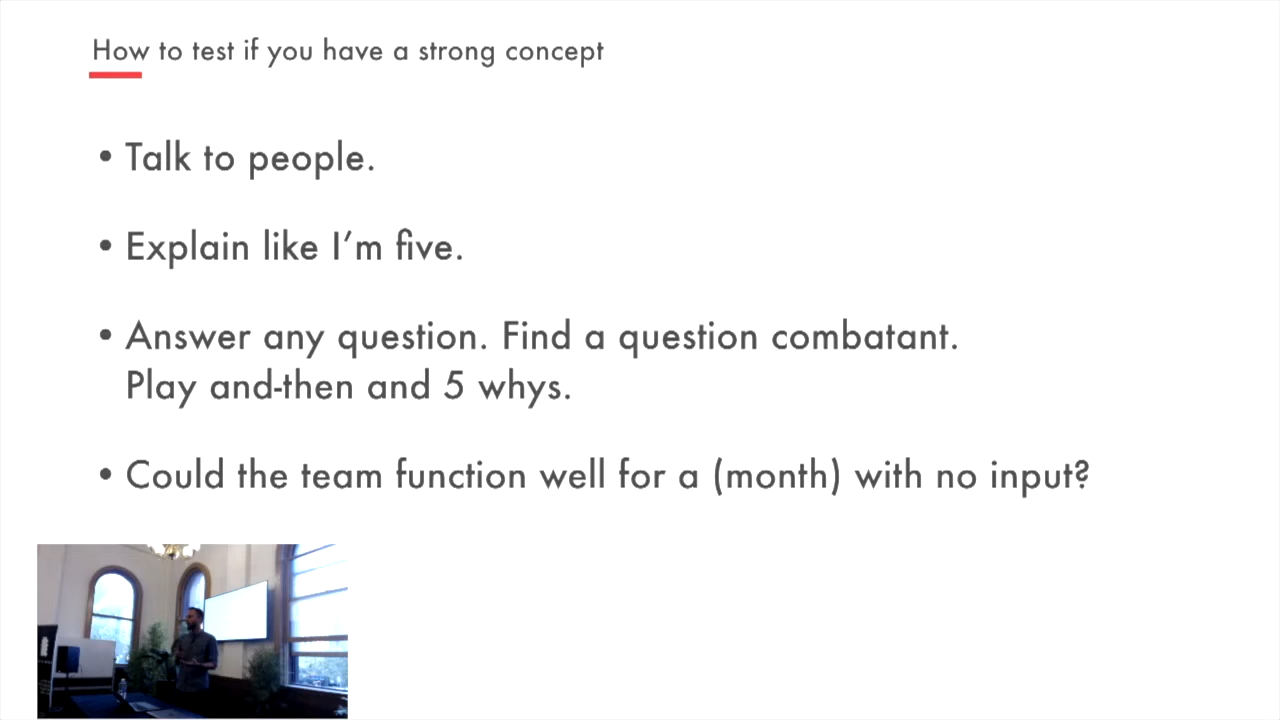 How to test if you have a strong concept
• Talk to people.
• Explain like I’m five.
• Answer any question. Find a question combatant.
Play and-then and 5 whys.
• Could the team function well for a (month) with no input?